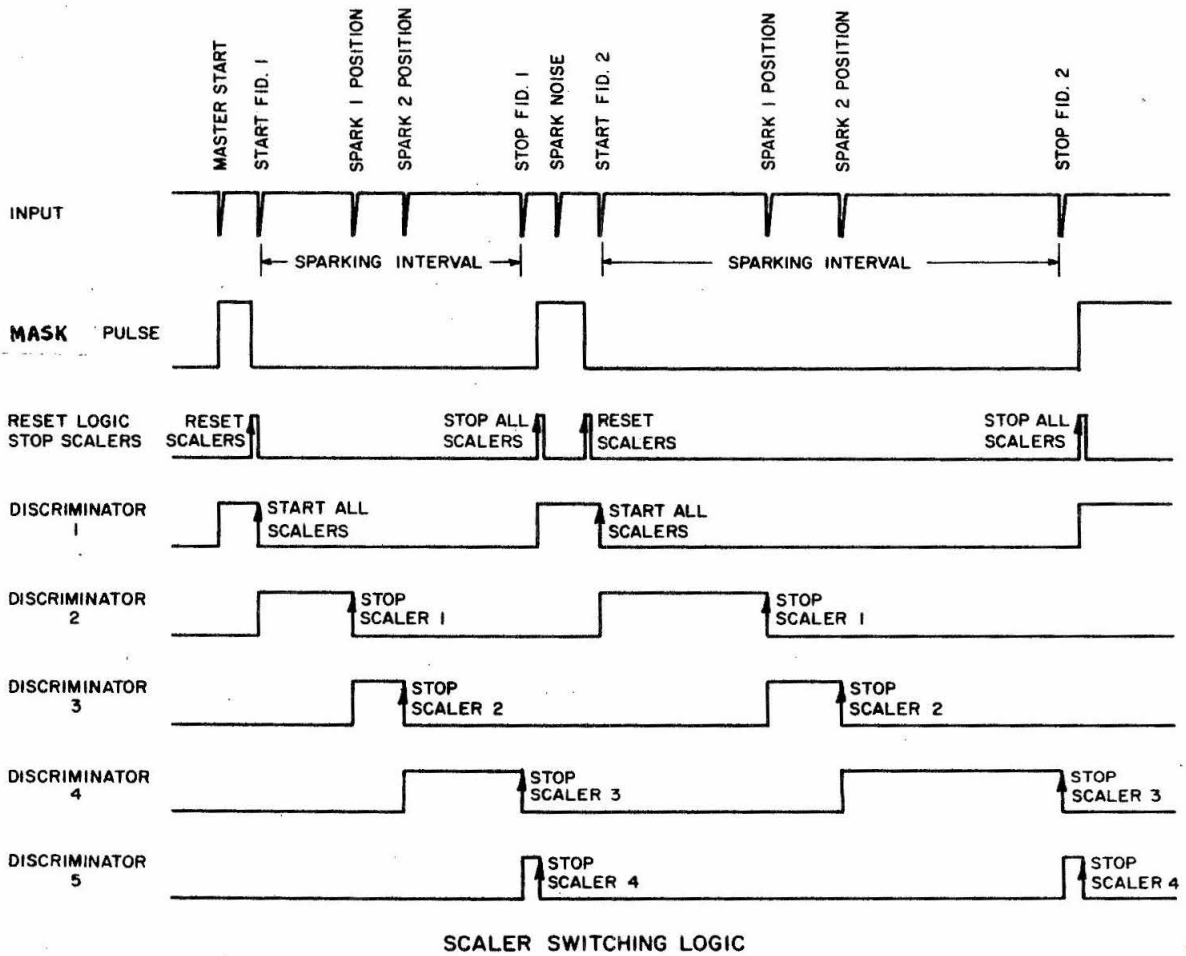 MASTER START
START FID. 1
SPARK 1 POSITION
SPARK 2 POSITION
STOP FID. 1
SPARK NOISE
START FID. 2
SPARK 1 POSITION
SPARK 2 POSITION
STOP FID. 2
INPUT
SPARKING INTERVAL
SPARKING INTERVAL
MASK PULSE
RESET LOGIC
STOP SCALERS
RESET
SCALERS
STOP ALL
SCALERS
RESET
SCALERS
STOP ALL
SCALERS
DISCRIMINATOR
1
START ALL
SCALERS
START ALL
SCALERS
DISCRIMINATOR
2
STOP
SCALER 1
STOP
SCALER 1
DISCRIMINATOR
3
STOP
SCALER 2
STOP
SCALER 2
DISCRIMINATOR
4
STOP
SCALER 3
STOP
SCALER 3
DISCRIMINATOR
5
STOP
SCALER 4
STOP
SCALER 4
SCALER SWITCHING LOGIC